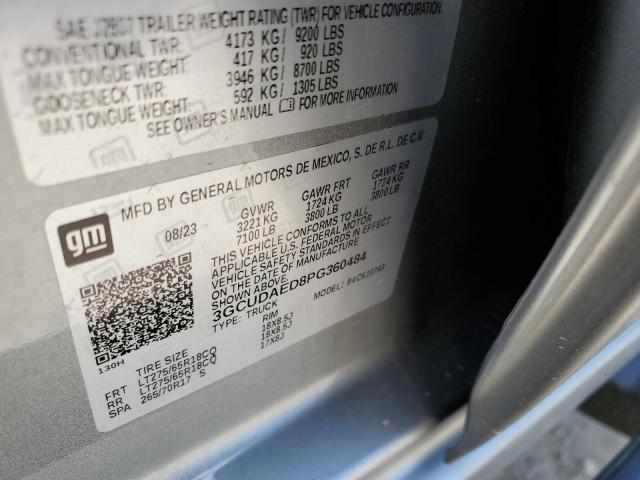 SAE J2807 TRAILER WEIGHT RATING (TWR) FOR VEHICLE CONFIGURATION.
CONVENTIONAL TWR: 4173 KG/ 9200 LBS
MAX TONGUE WEIGHT: 417 KG/ 920 LBS
GOOSENECK TWR: 3946 KG/ 8700 LBS
MAX TONGUE WEIGHT: 592 KG/ 1305 LBS
SEE OWNER'S MANUAL FOR MORE INFORMATION
gm
MFD BY GENERAL MOTORS DE MEXICO, S. DE R.L. DE C.V.
08/23 GVWR GAWR FRT GAWR RR
3221 KG 1724 KG 1724 KG
7100 LB 3800 LB 3800 LB
THIS VEHICLE CONFORMS TO ALL
APPLICABLE U.S. FEDERAL MOTOR
VEHICLE SAFETY STANDARDS IN EFFECT
ON THE DATE OF MANUFACTURE
SHOWN ABOVE.
3GCUDAED8PG360484
TYPE: TRUCK MODEL:
130H
TIRE SIZE RIM
FRT LT275/65R18CQ 18X8.5J
RR LT275/65R18CQ 18X8.5J
SPA 265/70R17 S 17X8J